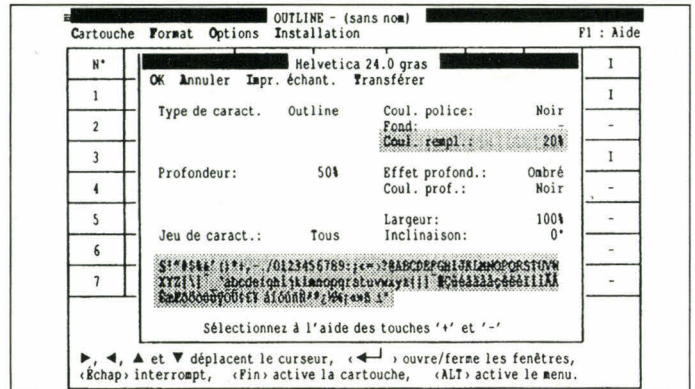 OUTLINE - (sans nom)
Cartouche Format Options Installation F1 : Aide
N° Helvetica 24.0 gras I
OK Annuler Impr. échant. Transférer
1 I
Type de caract. Outline Coul. police: Noir
2 Fond: - -
Coul. rempl.: 20%
3 I
Profondeur: 50% Effet profond.: Ombré
4 Coul. prof.: Noir -
5 Largeur: 100% -
Jeu de caract.: Tous Inclinaison: 0°
6 -
7 -
Sélectionnez à l'aide des touches '+' et '-'
►, ◄, ▲ et ▼ déplacent le curseur, <◄┘> ouvre/ferme les fenêtres,
<Échap> interrompt, <Fin> active la cartouche, <ALT> active le menu.